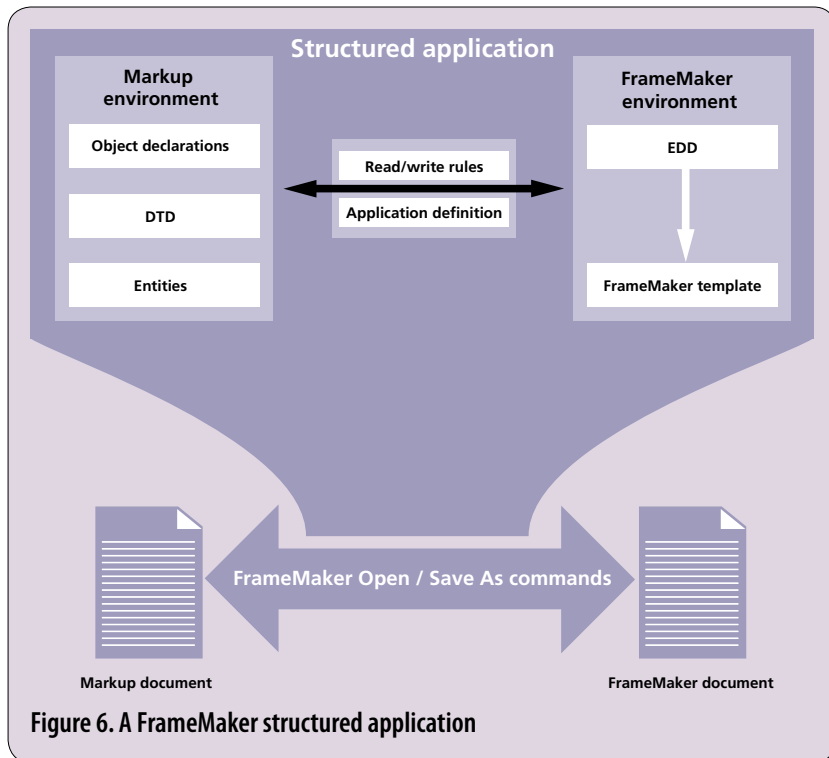 Structured application
Markup
environment
Object declarations
DTD
Entities
Read/write rules
Application definition
FrameMaker
environment
EDD
FrameMaker template
FrameMaker Open / Save As commands
Markup document
FrameMaker document
Figure 6. A FrameMaker structured application